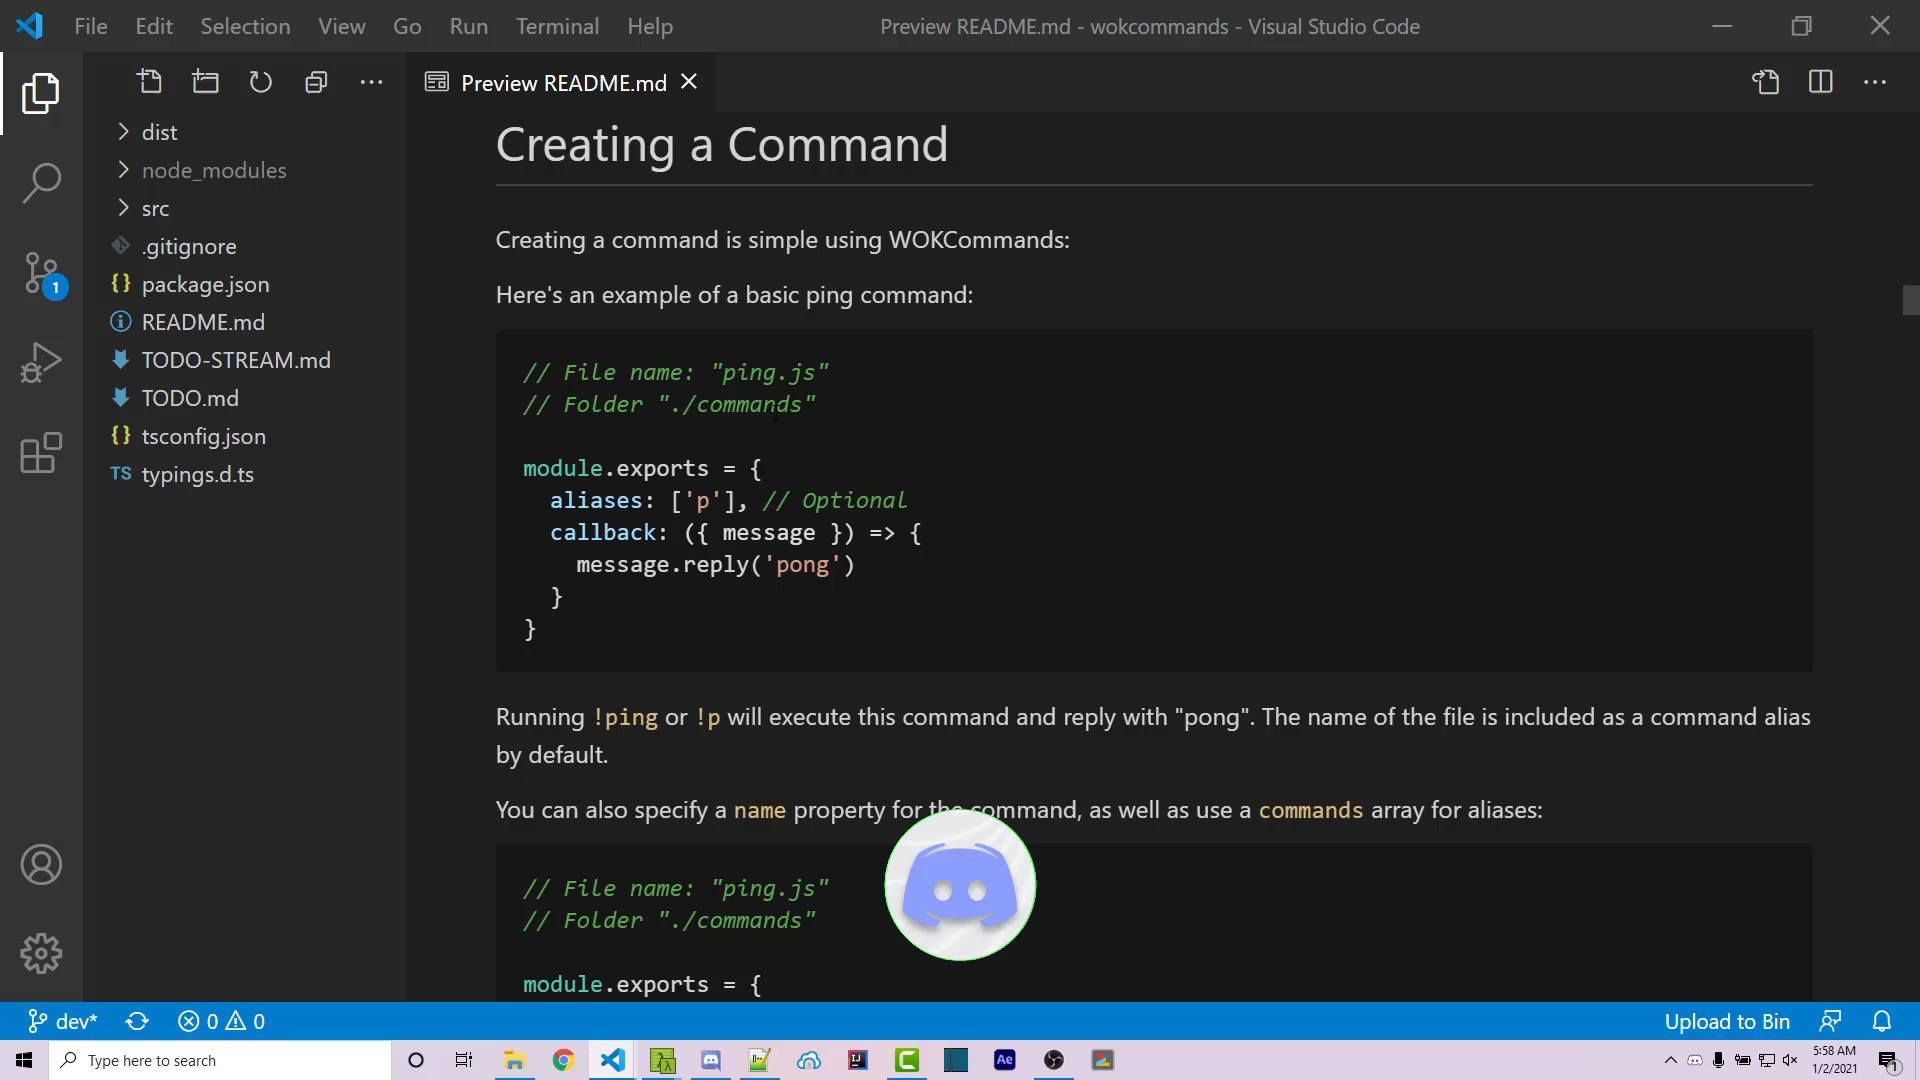 File Edit Selection View Go Run Terminal Help
Preview README.md - wokcommands - Visual Studio Code
Preview README.md
dist
node_modules
src
.gitignore
package.json
README.md
TODO-STREAM.md
TODO.md
tsconfig.json
TS typings.d.ts
1
Creating a Command
Creating a command is simple using WOKCommands:
Here's an example of a basic ping command:
// File name: "ping.js"
// Folder "./commands"
module.exports = {
aliases: ['p'], // Optional
callback: ({ message }) => {
message.reply('pong')
}
}
Running !ping or !p will execute this command and reply with "pong". The name of the file is included as a command alias
by default.
You can also specify a name property for the command, as well as use a commands array for aliases:
// File name: "ping.js"
// Folder "./commands"
module.exports = {
dev* 0 0
Upload to Bin
Type here to search
IJ
C
Ae
5:58 AM
1/2/2021
1